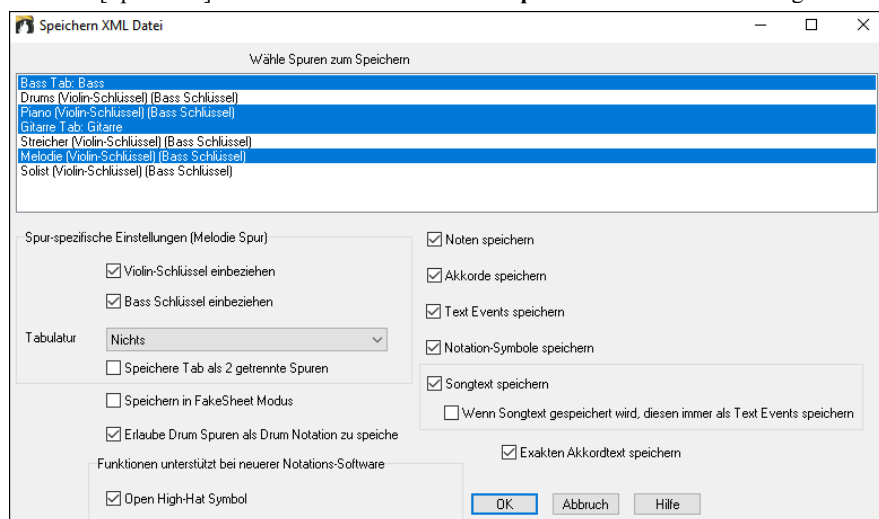 Speichern XML Datei
Wähle Spuren zum Speichern
Bass Tab: Bass
Drums (Violin-Schlüssel) (Bass Schlüssel)
Piano (Violin-Schlüssel) (Bass Schlüssel)
Gitarre Tab: Gitarre
Streicher (Violin-Schlüssel) (Bass Schlüssel)
Melodie (Violin-Schlüssel) (Bass Schlüssel)
Solist (Violin-Schlüssel) (Bass Schlüssel)
Spur-spezifische Einstellungen (Melodie Spur)
Violin-Schlüssel einbeziehen
Bass Schlüssel einbeziehen
Tabulatur Nichts
Speichere Tab als 2 getrennte Spuren
Speichern in FakeSheet Modus
Erlaube Drum Spuren als Drum Notation zu speiche
Funktionen unterstützt bei neuerer Notations-Software
Open High-Hat Symbol
Noten speichern
Akkorde speichern
Text Events speichern
Notation-Symbole speichern
Songtext speichern
Wenn Songtext gespeichert wird, diesen immer als Text Events speichern
Exakten Akkordtext speichern
OK Abbruch Hilfe